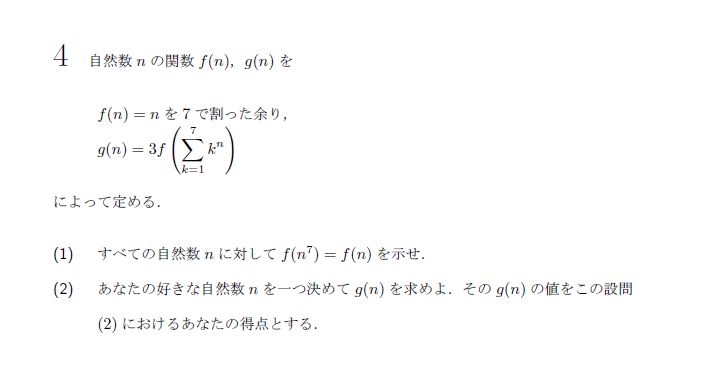 4 自然数 n の関数 f(n), g(n) を
f(n) = n を 7 で割った余り,
g(n) = 3f(∑_{k=1}^{7} k^n)
によって定める.
(1) すべての自然数 n に対して f(n^7) = f(n) を示せ.
(2) あなたの好きな自然数 n を一つ決めて g(n) を求めよ. その g(n) の値をこの設問
(2) におけるあなたの得点とする.